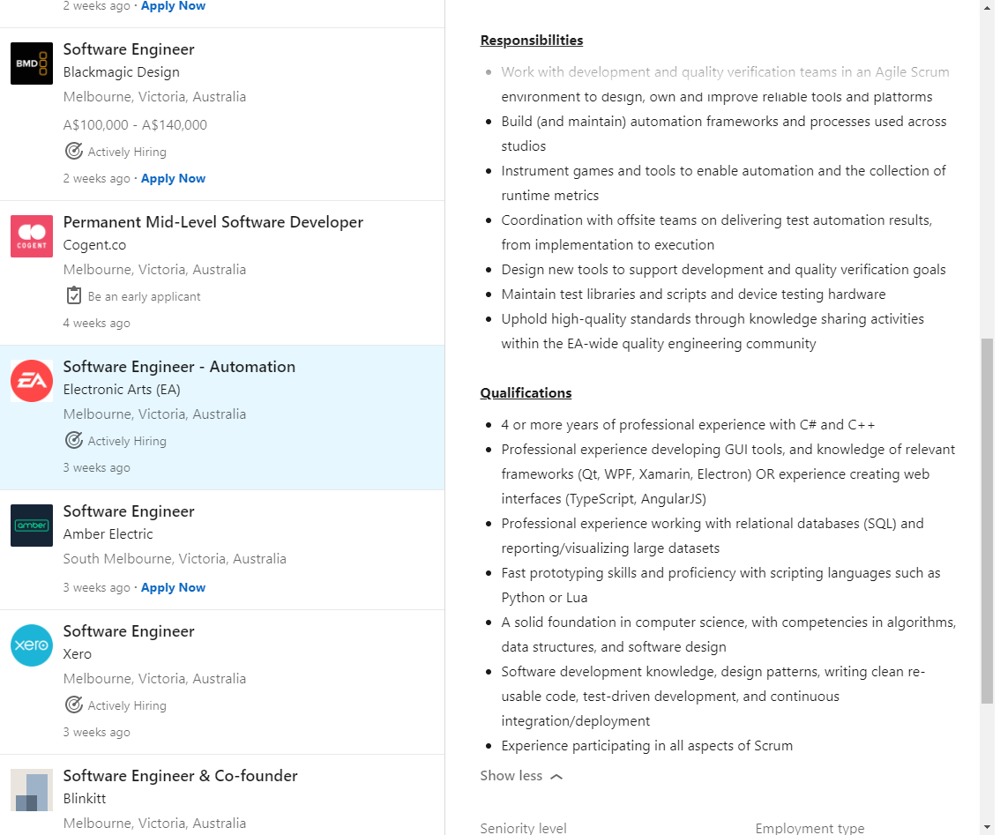 2 weeks ago · Apply Now
BMD
Software Engineer
Blackmagic Design
Melbourne, Victoria, Australia
A$100,000 - A$140,000
Actively Hiring
2 weeks ago · Apply Now
COGENT
Permanent Mid-Level Software Developer
Cogent.co
Melbourne, Victoria, Australia
Be an early applicant
4 weeks ago
EA
Software Engineer - Automation
Electronic Arts (EA)
Melbourne, Victoria, Australia
Actively Hiring
3 weeks ago
amber
Software Engineer
Amber Electric
South Melbourne, Victoria, Australia
3 weeks ago · Apply Now
xero
Software Engineer
Xero
Melbourne, Victoria, Australia
Actively Hiring
3 weeks ago
Software Engineer & Co-founder
Blinkitt
Melbourne, Victoria, Australia
Responsibilities
• Work with development and quality verification teams in an Agile Scrum
environment to design, own and improve reliable tools and platforms
• Build (and maintain) automation frameworks and processes used across
studios
• Instrument games and tools to enable automation and the collection of
runtime metrics
• Coordination with offsite teams on delivering test automation results,
from implementation to execution
• Design new tools to support development and quality verification goals
• Maintain test libraries and scripts and device testing hardware
• Uphold high-quality standards through knowledge sharing activities
within the EA-wide quality engineering community
Qualifications
• 4 or more years of professional experience with C# and C++
• Professional experience developing GUI tools, and knowledge of relevant
frameworks (Qt, WPF, Xamarin, Electron) OR experience creating web
interfaces (TypeScript, AngularJS)
• Professional experience working with relational databases (SQL) and
reporting/visualizing large datasets
• Fast prototyping skills and proficiency with scripting languages such as
Python or Lua
• A solid foundation in computer science, with competencies in algorithms,
data structures, and software design
• Software development knowledge, design patterns, writing clean re-
usable code, test-driven development, and continuous
integration/deployment
• Experience participating in all aspects of Scrum
Show less
Seniority level
Employment type